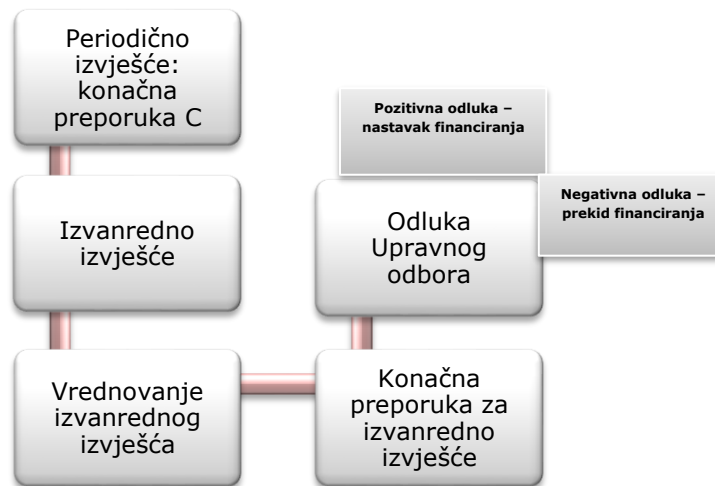 Periodično
izvješće:
konačna
preporuka C
Izvanredno
izvješće
Vrednovanje
izvanrednog
izvješća
Konačna
preporuka za
izvanredno
izvješće
Odluka
Upravnog
odbora
Pozitivna odluka –
nastavak financiranja
Negativna odluka –
prekid financiranja